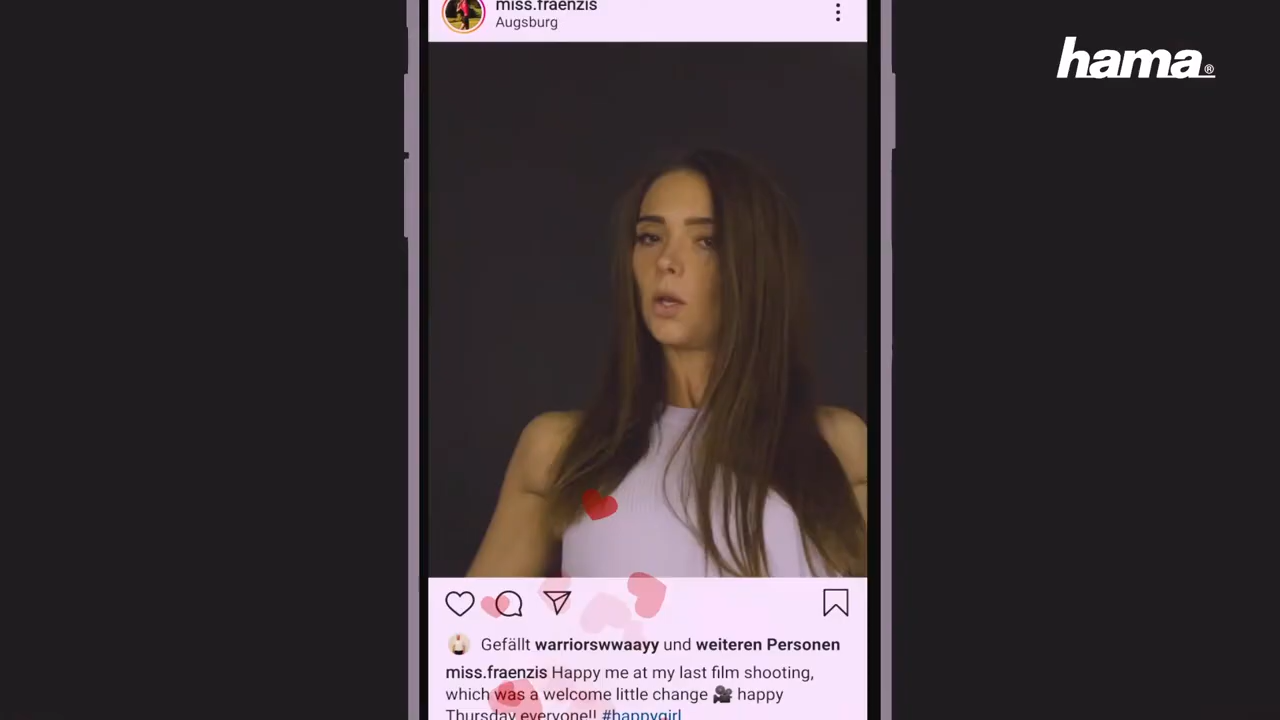 miss.fraenzis
Augsburg
hama®
Gefällt warriorswwaayy und weiteren Personen
miss.fraenzis Happy me at my last film shooting,
which was a welcome little change 🎥 happy
Thursday everyone!! #happygirl